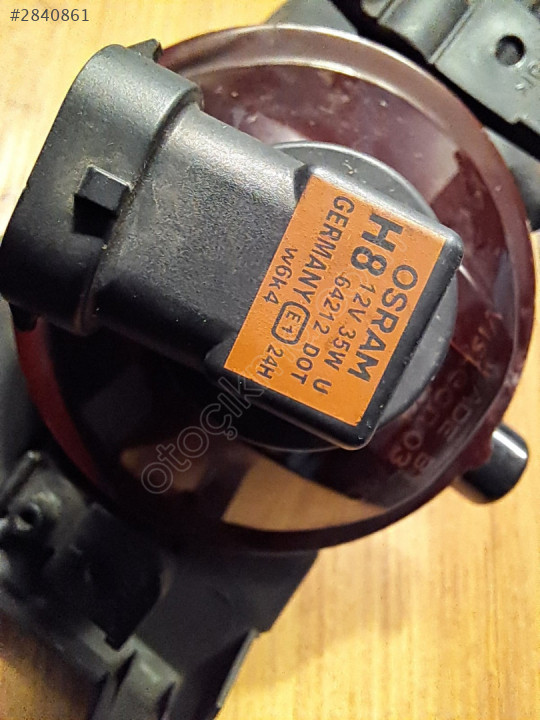 #2840861
OSRAM
H8 12V 35W U
64212 DOT
GERMANY E1 24H
W6K4
otoçık